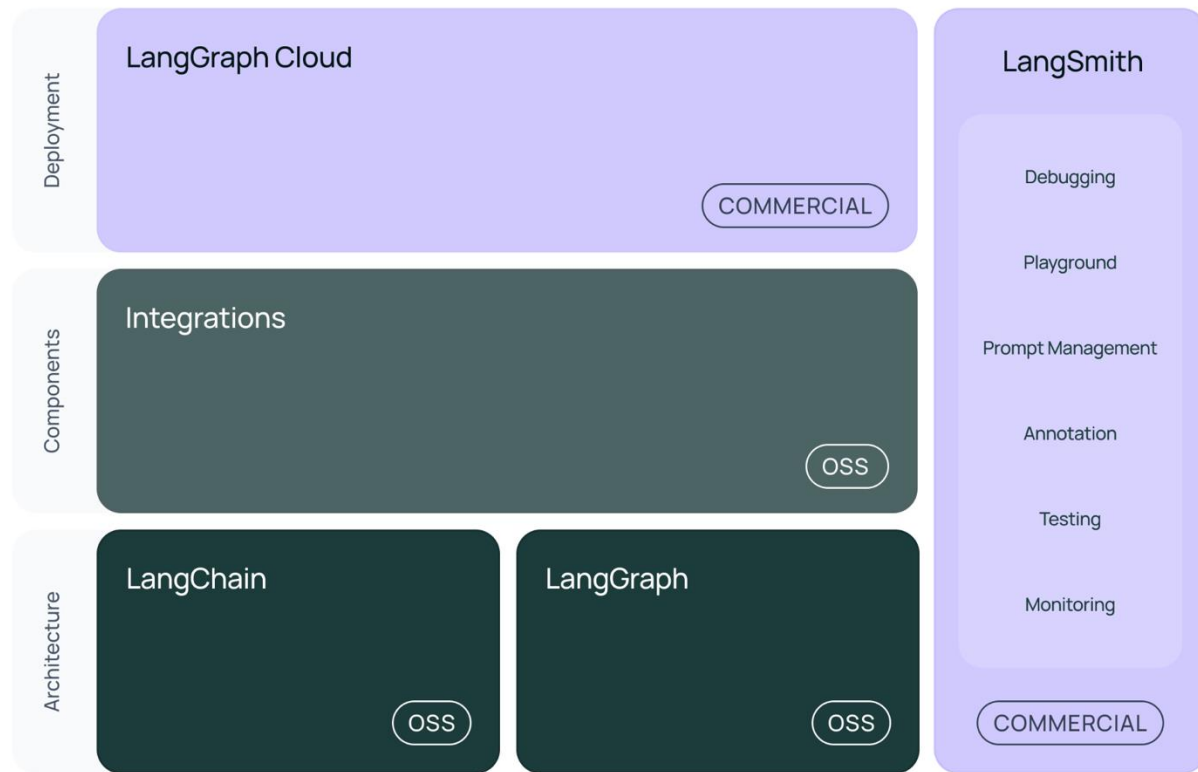 Deployment
LangGraph Cloud
COMMERCIAL
Components
Integrations
OSS
Architecture
LangChain
OSS
LangGraph
OSS
LangSmith
Debugging
Playground
Prompt Management
Annotation
Testing
Monitoring
COMMERCIAL